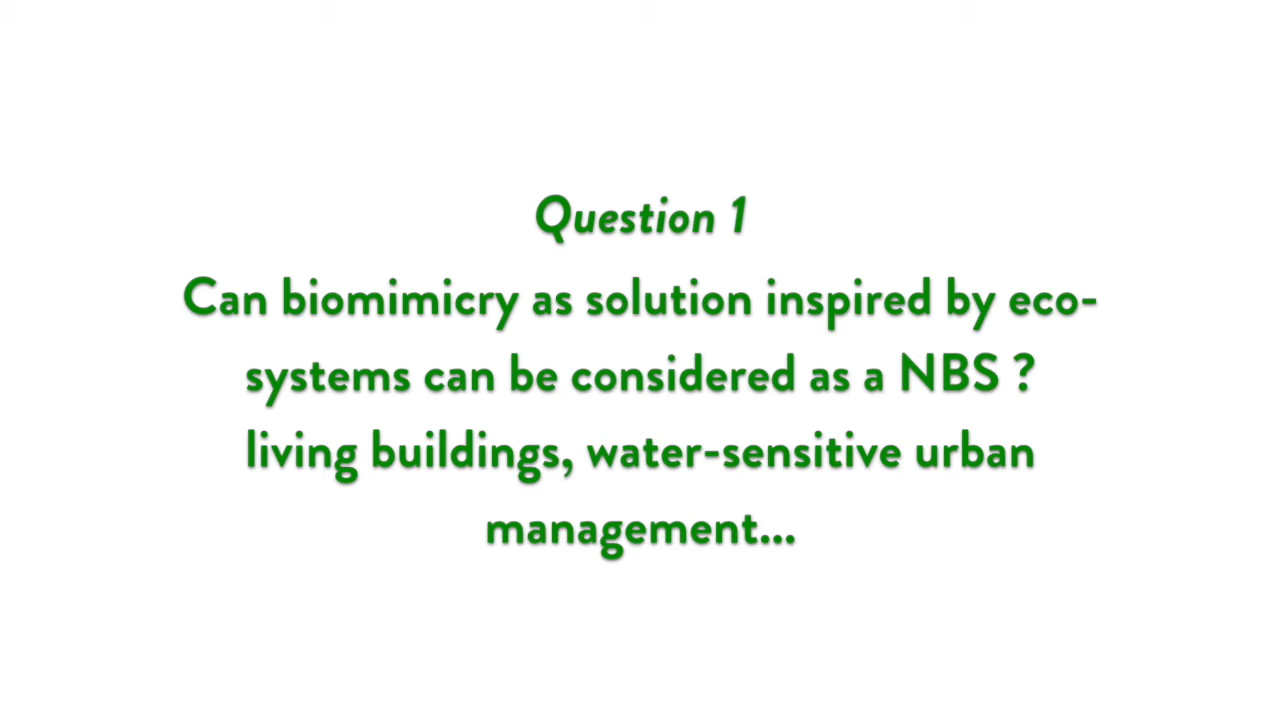 Question 1
Can biomimicry as solution inspired by eco-
systems can be considered as a NBS ?
living buildings, water-sensitive urban
management...